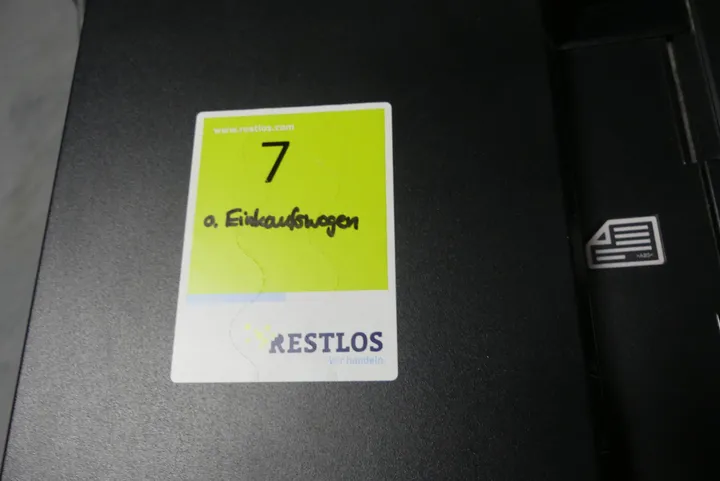 www.restlos.com
7
o. Einkaufswagen
RESTLOS
Wir handeln